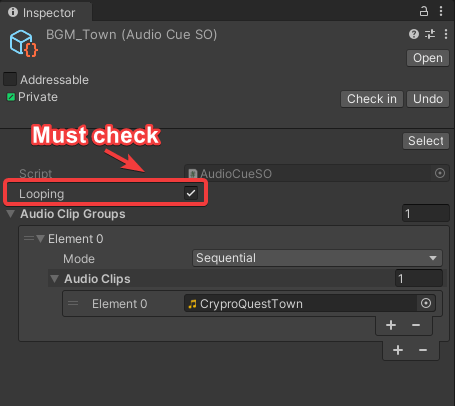 Inspector
BGM_Town (Audio Cue SO)
Open
Addressable
Private
Check in
Undo
Must check
Select
Script
AudioCueSO
Looping
Audio Clip Groups
1
Element 0
Mode
Sequential
Audio Clips
1
Element 0
CryproQuestTown